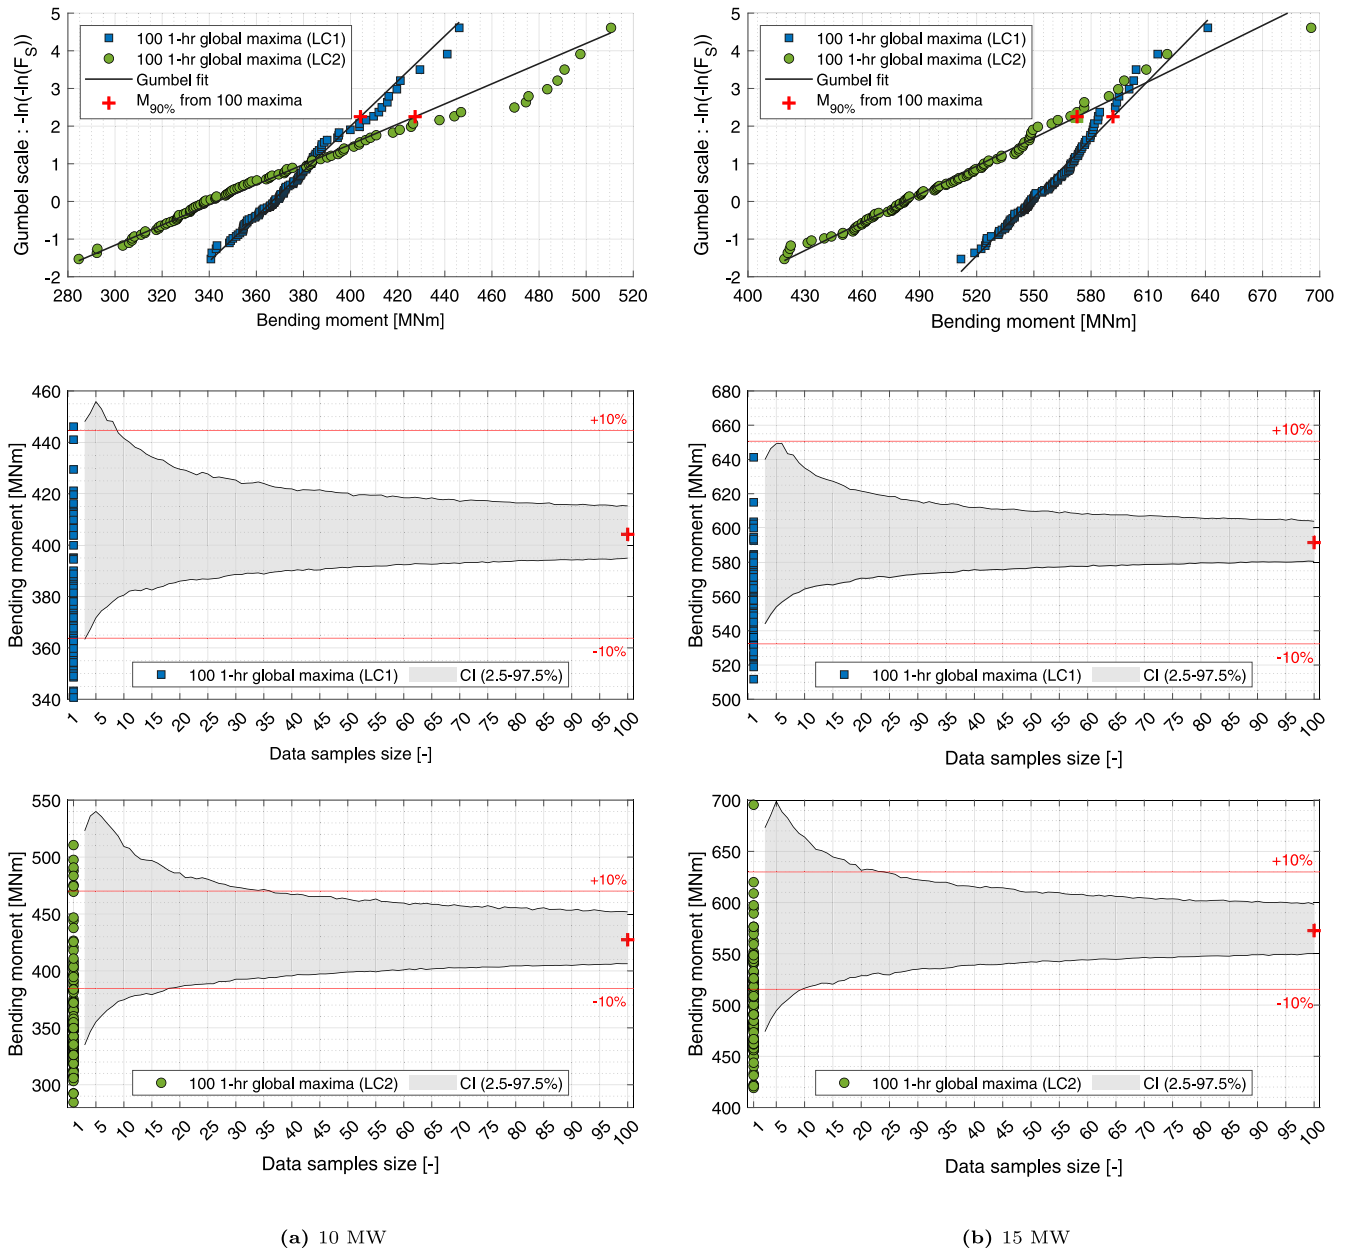 5
4
3
2
1
0
-1
-2
Gumbel scale : -ln(-ln(F_S))
100 1-hr global maxima (LC1)
100 1-hr global maxima (LC2)
Gumbel fit
M_90% from 100 maxima
280 300 320 340 360 380 400 420 440 460 480 500 520
Bending moment [MNm]
5
4
3
2
1
0
-1
-2
Gumbel scale : -ln(-ln(F_S))
100 1-hr global maxima (LC1)
100 1-hr global maxima (LC2)
Gumbel fit
M_90% from 100 maxima
400 430 460 490 520 550 580 610 640 670 700
Bending moment [MNm]
460
440
420
400
380
360
340
Bending moment [MNm]
+10%
-10%
100 1-hr global maxima (LC1) CI (2.5-97.5%)
1 5 10 15 20 25 30 35 40 45 50 55 60 65 70 75 80 85 90 95 100
Data samples size [-]
680
660
640
620
600
580
560
540
520
500
Bending moment [MNm]
+10%
-10%
100 1-hr global maxima (LC1) CI (2.5-97.5%)
1 5 10 15 20 25 30 35 40 45 50 55 60 65 70 75 80 85 90 95 100
Data samples size [-]
550
500
450
400
350
300
Bending moment [MNm]
+10%
-10%
100 1-hr global maxima (LC2) CI (2.5-97.5%)
1 5 10 15 20 25 30 35 40 45 50 55 60 65 70 75 80 85 90 95 100
Data samples size [-]
700
650
600
550
500
450
400
Bending moment [MNm]
+10%
-10%
100 1-hr global maxima (LC2) CI (2.5-97.5%)
1 5 10 15 20 25 30 35 40 45 50 55 60 65 70 75 80 85 90 95 100
Data samples size [-]
(a) 10 MW
(b) 15 MW